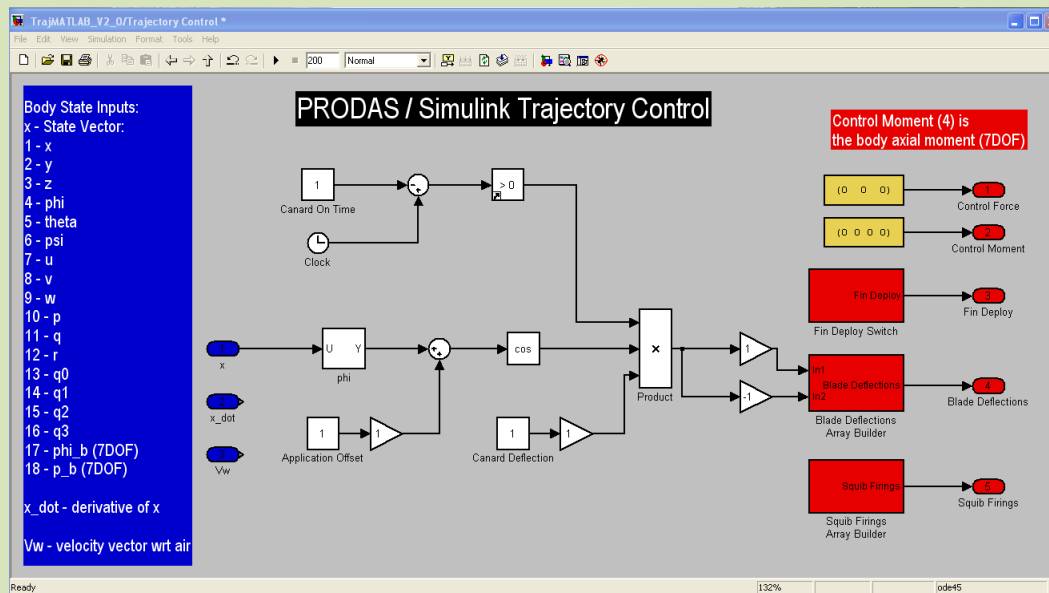 TrajMATLAB_V2_0/Trajectory Control *
File Edit View Simulation Format Tools Help
200 Normal
Body State Inputs:
x - State Vector:
1 - x
2 - y
3 - z
4 - phi
5 - theta
6 - psi
7 - u
8 - v
9 - w
10 - p
11 - q
12 - r
13 - q0
14 - q1
15 - q2
16 - q3
17 - phi_b (7DOF)
18 - p_b (7DOF)
x_dot - derivative of x
Vw - velocity vector wrt air
PRODAS / Simulink Trajectory Control
Control Moment (4) is
the body axial moment (7DOF)
1
Canard On Time
- +
> 0
Clock
(0 0 0)
1
Control Force
(0 0 0 0)
2
Control Moment
Fin Deploy
3
Fin Deploy
Fin Deploy Switch
1
x
U Y
phi
+ +
cos
×
Product
1
-1
In1
In2
Blade Deflections
4
Blade Deflections
Blade Deflections
Array Builder
x_dot
Vw
1
1
Application Offset
1
1
Canard Deflection
Squib Firings
5
Squib Firings
Squib Firings
Array Builder
Ready
132%
ode45